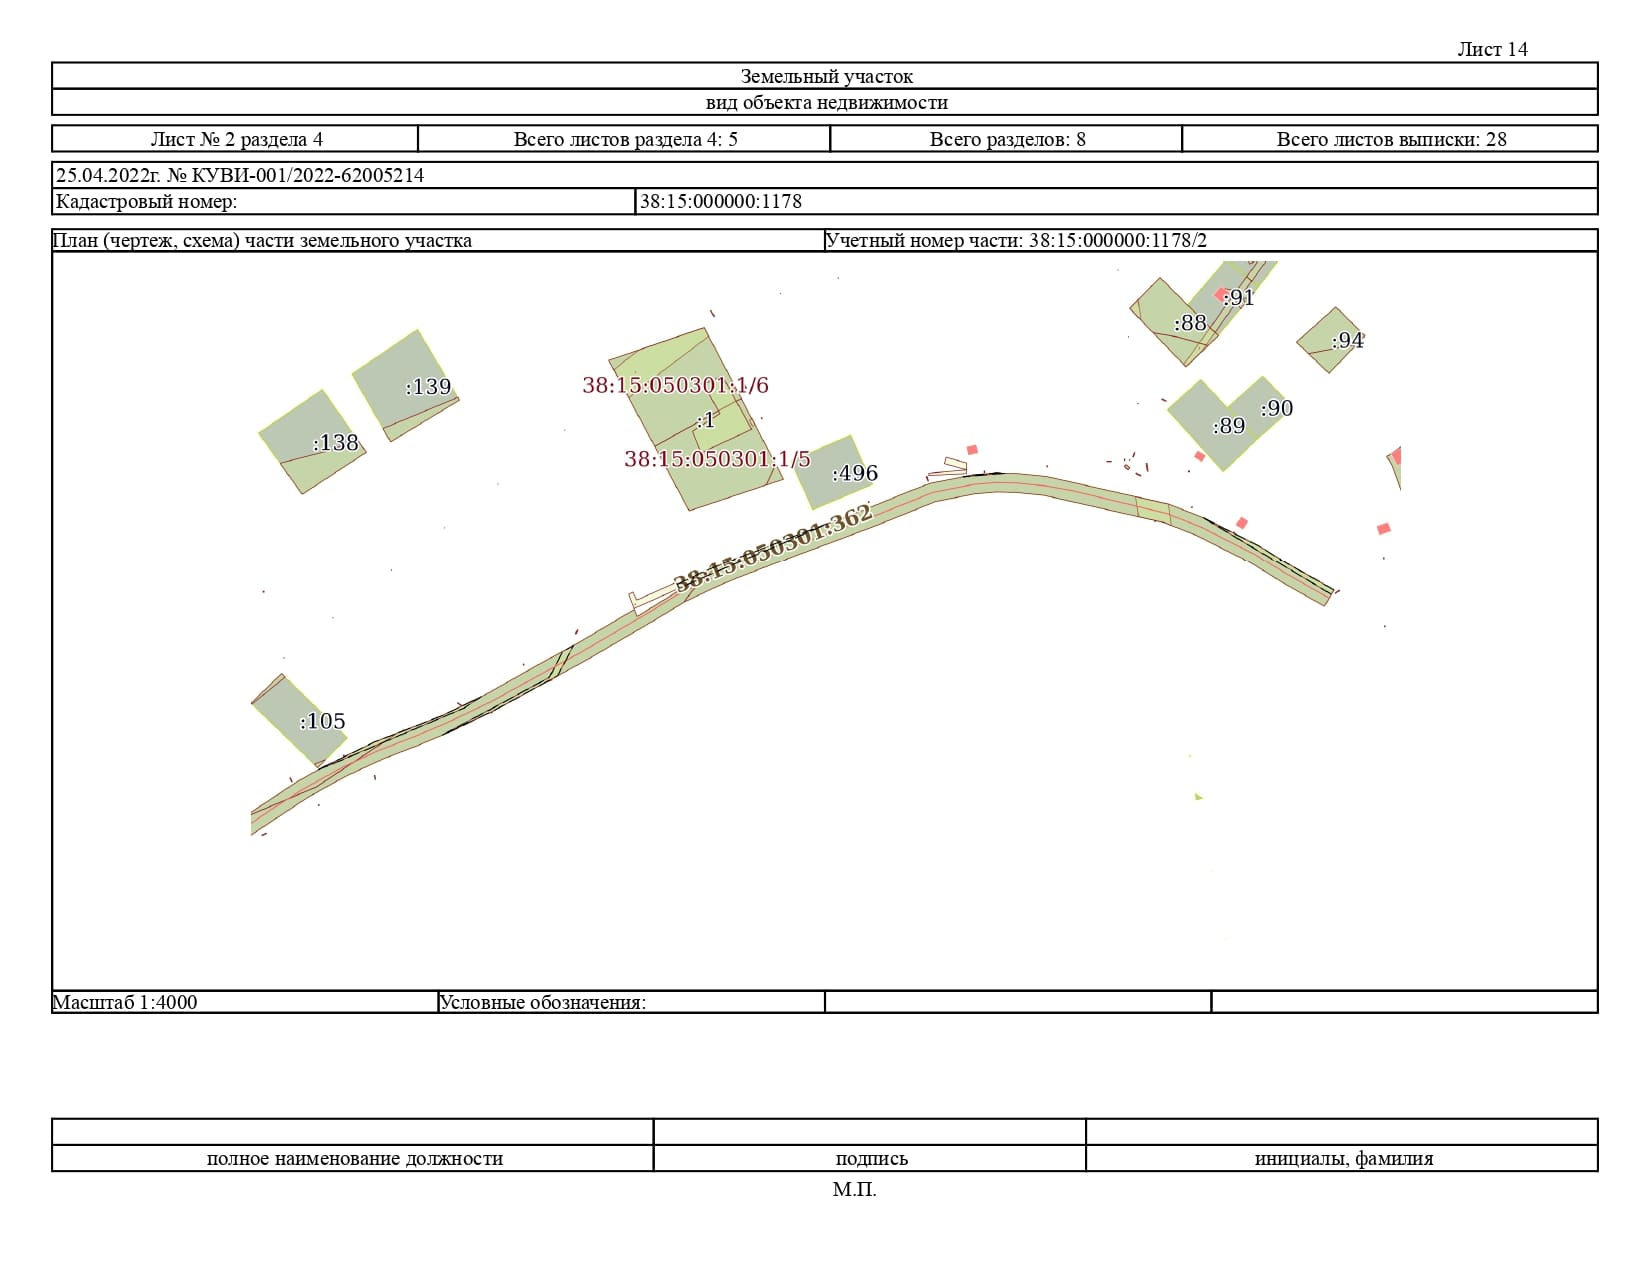 Лист 14
Земельный участок
вид объекта недвижимости
Лист № 2 раздела 4 Всего листов раздела 4: 5 Всего разделов: 8 Всего листов выписки: 28
25.04.2022г. № КУВИ-001/2022-62005214
Кадастровый номер: 38:15:000000:1178
План (чертеж, схема) части земельного участка Учетный номер части: 38:15:000000:1178/2
:91
:88
:94
:139
38:15:050301:1/6
:90
:1
:89
:138
38:15:050301:1/5
:496
38:15:050301:362
:105
Масштаб 1:4000 Условные обозначения:
полное наименование должности подпись инициалы, фамилия
М.П.